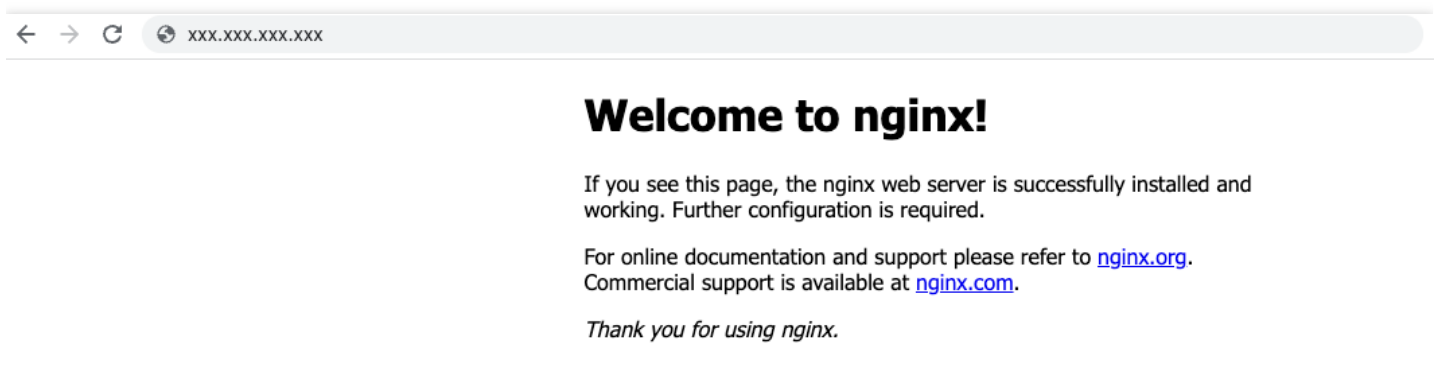 xxx.xxx.xxx.xxx
Welcome to nginx!
If you see this page, the nginx web server is successfully installed and
working. Further configuration is required.
For online documentation and support please refer to nginx.org.
Commercial support is available at nginx.com.
Thank you for using nginx.